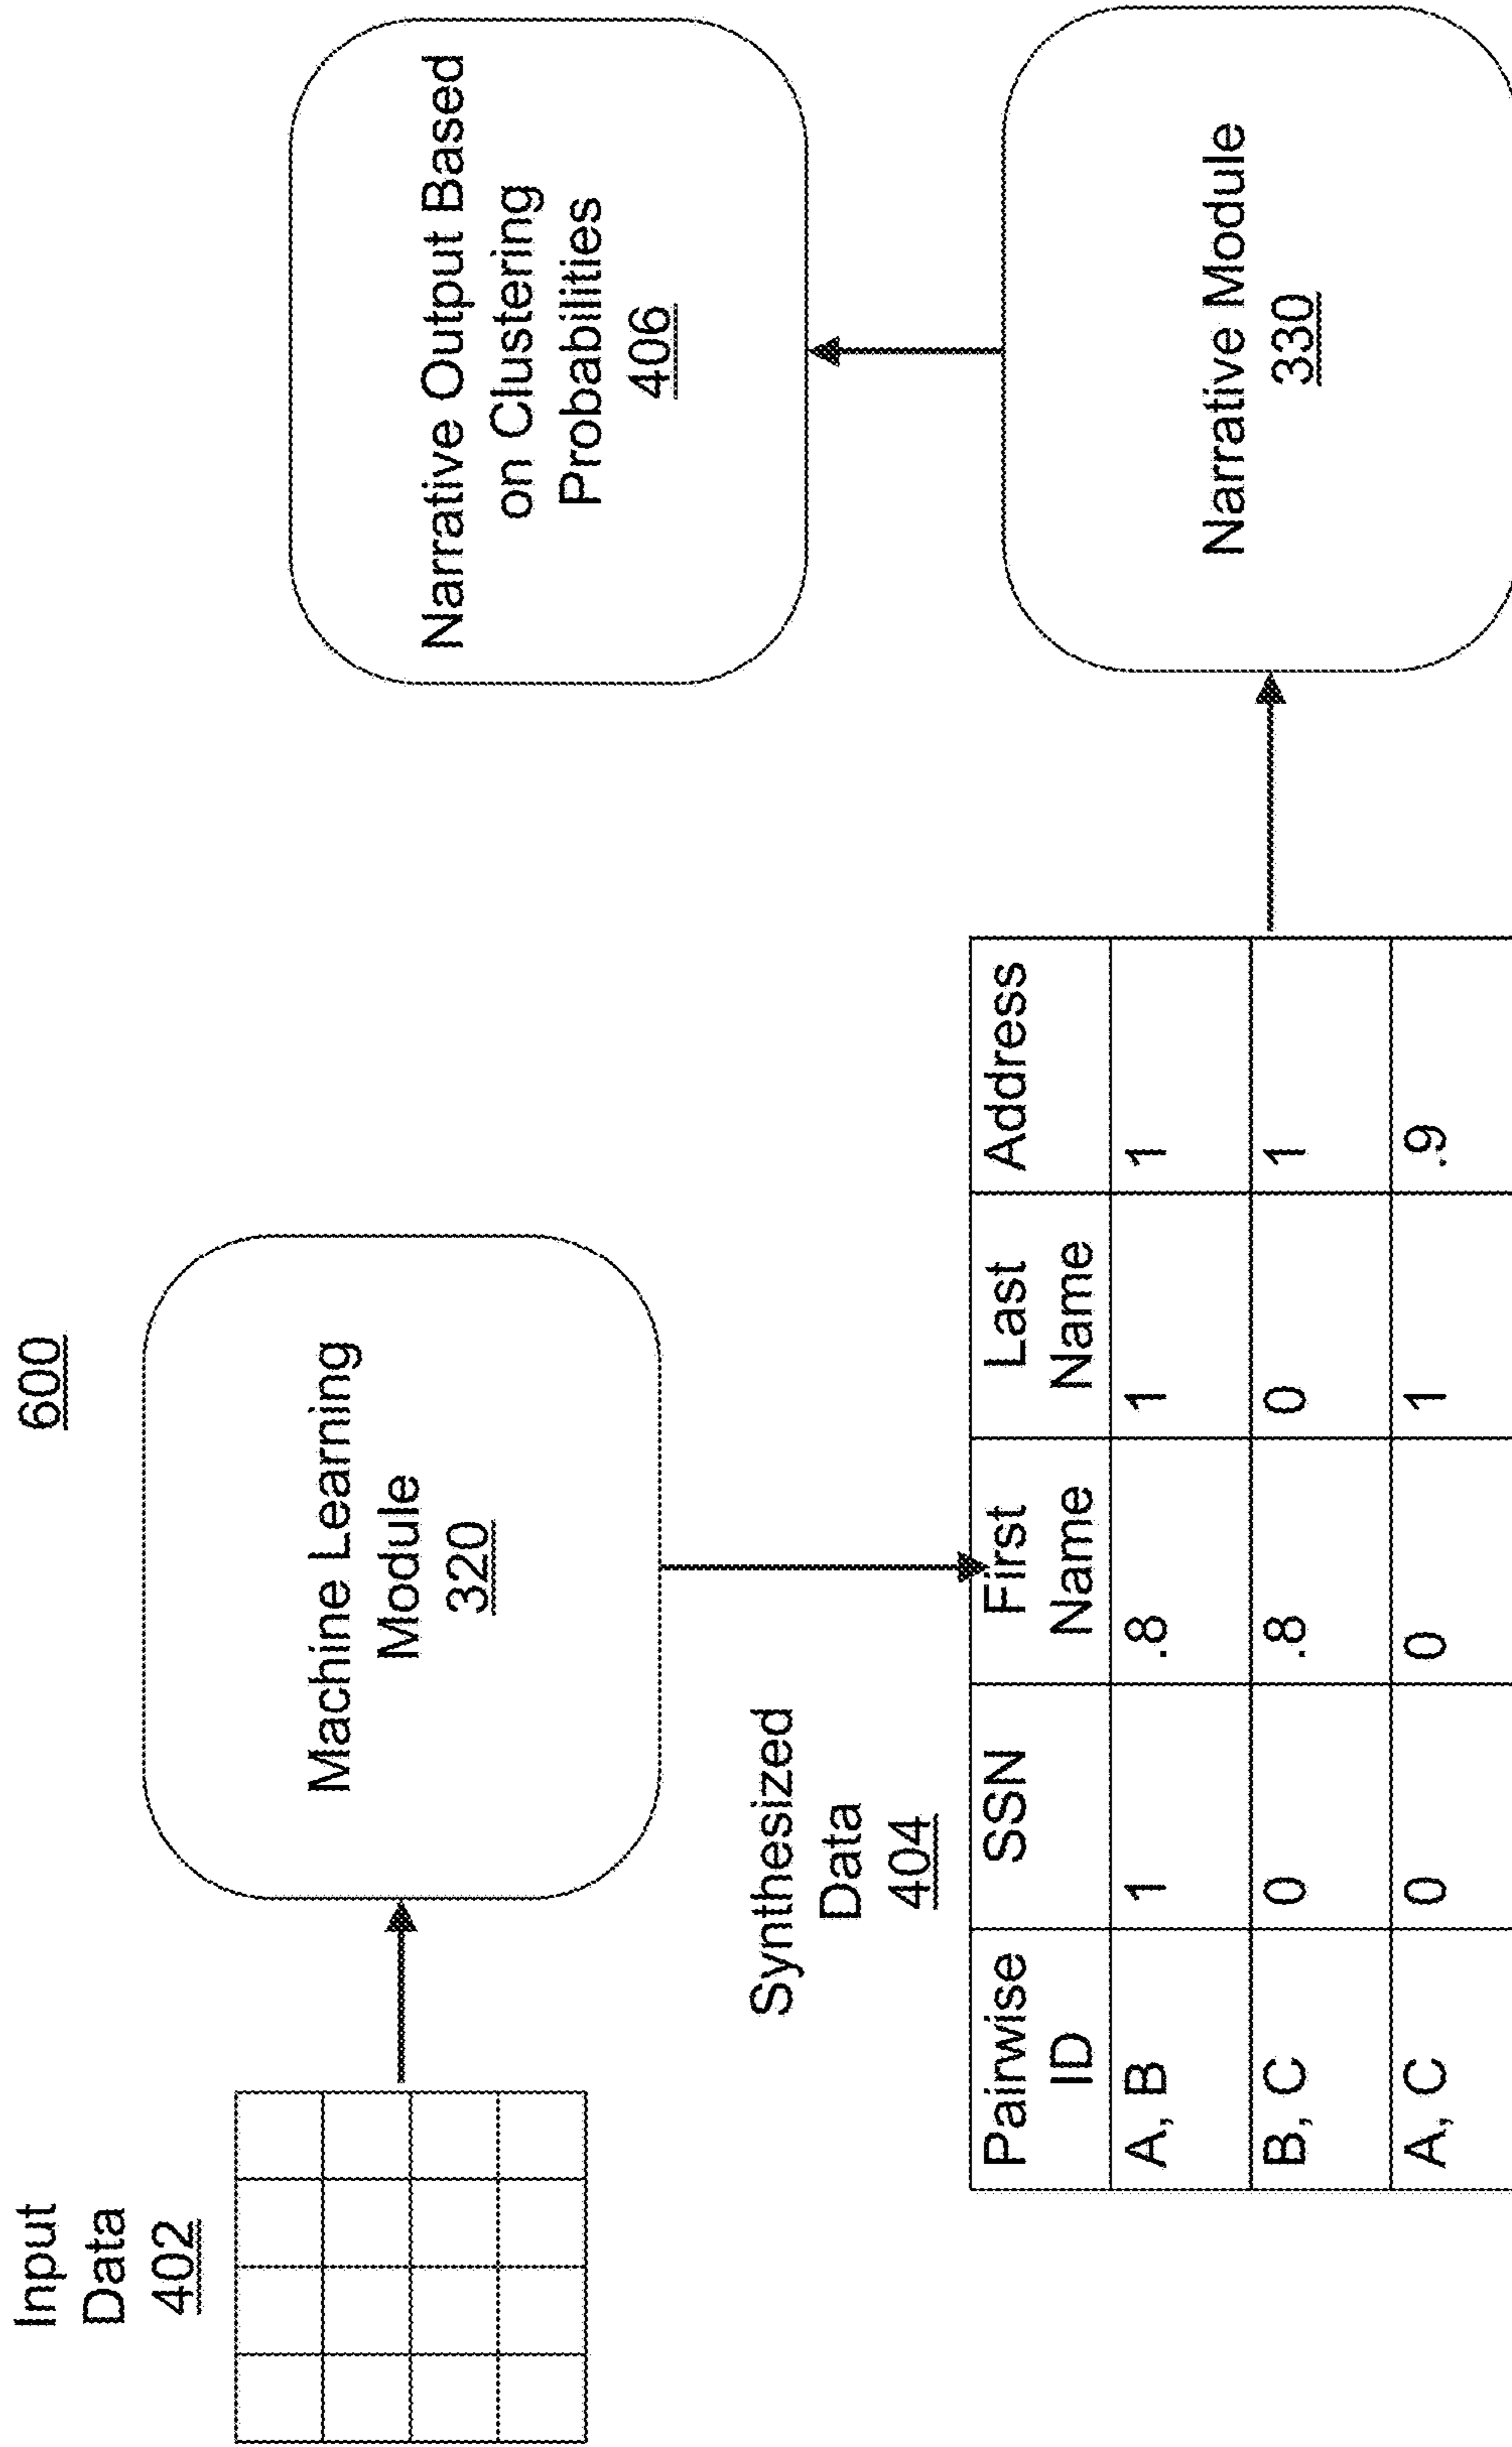 600
Input
Data
402
Machine Learning
Module
320
Synthesized
Data
404
Pairwise
ID
SSN
First
Name
Last
Name
Address
A, B
1
.8
1
1
B, C
0
.8
0
1
A, C
0
0
1
.9
Narrative Module
330
Narrative Output Based
on Clustering
Probabilities
406